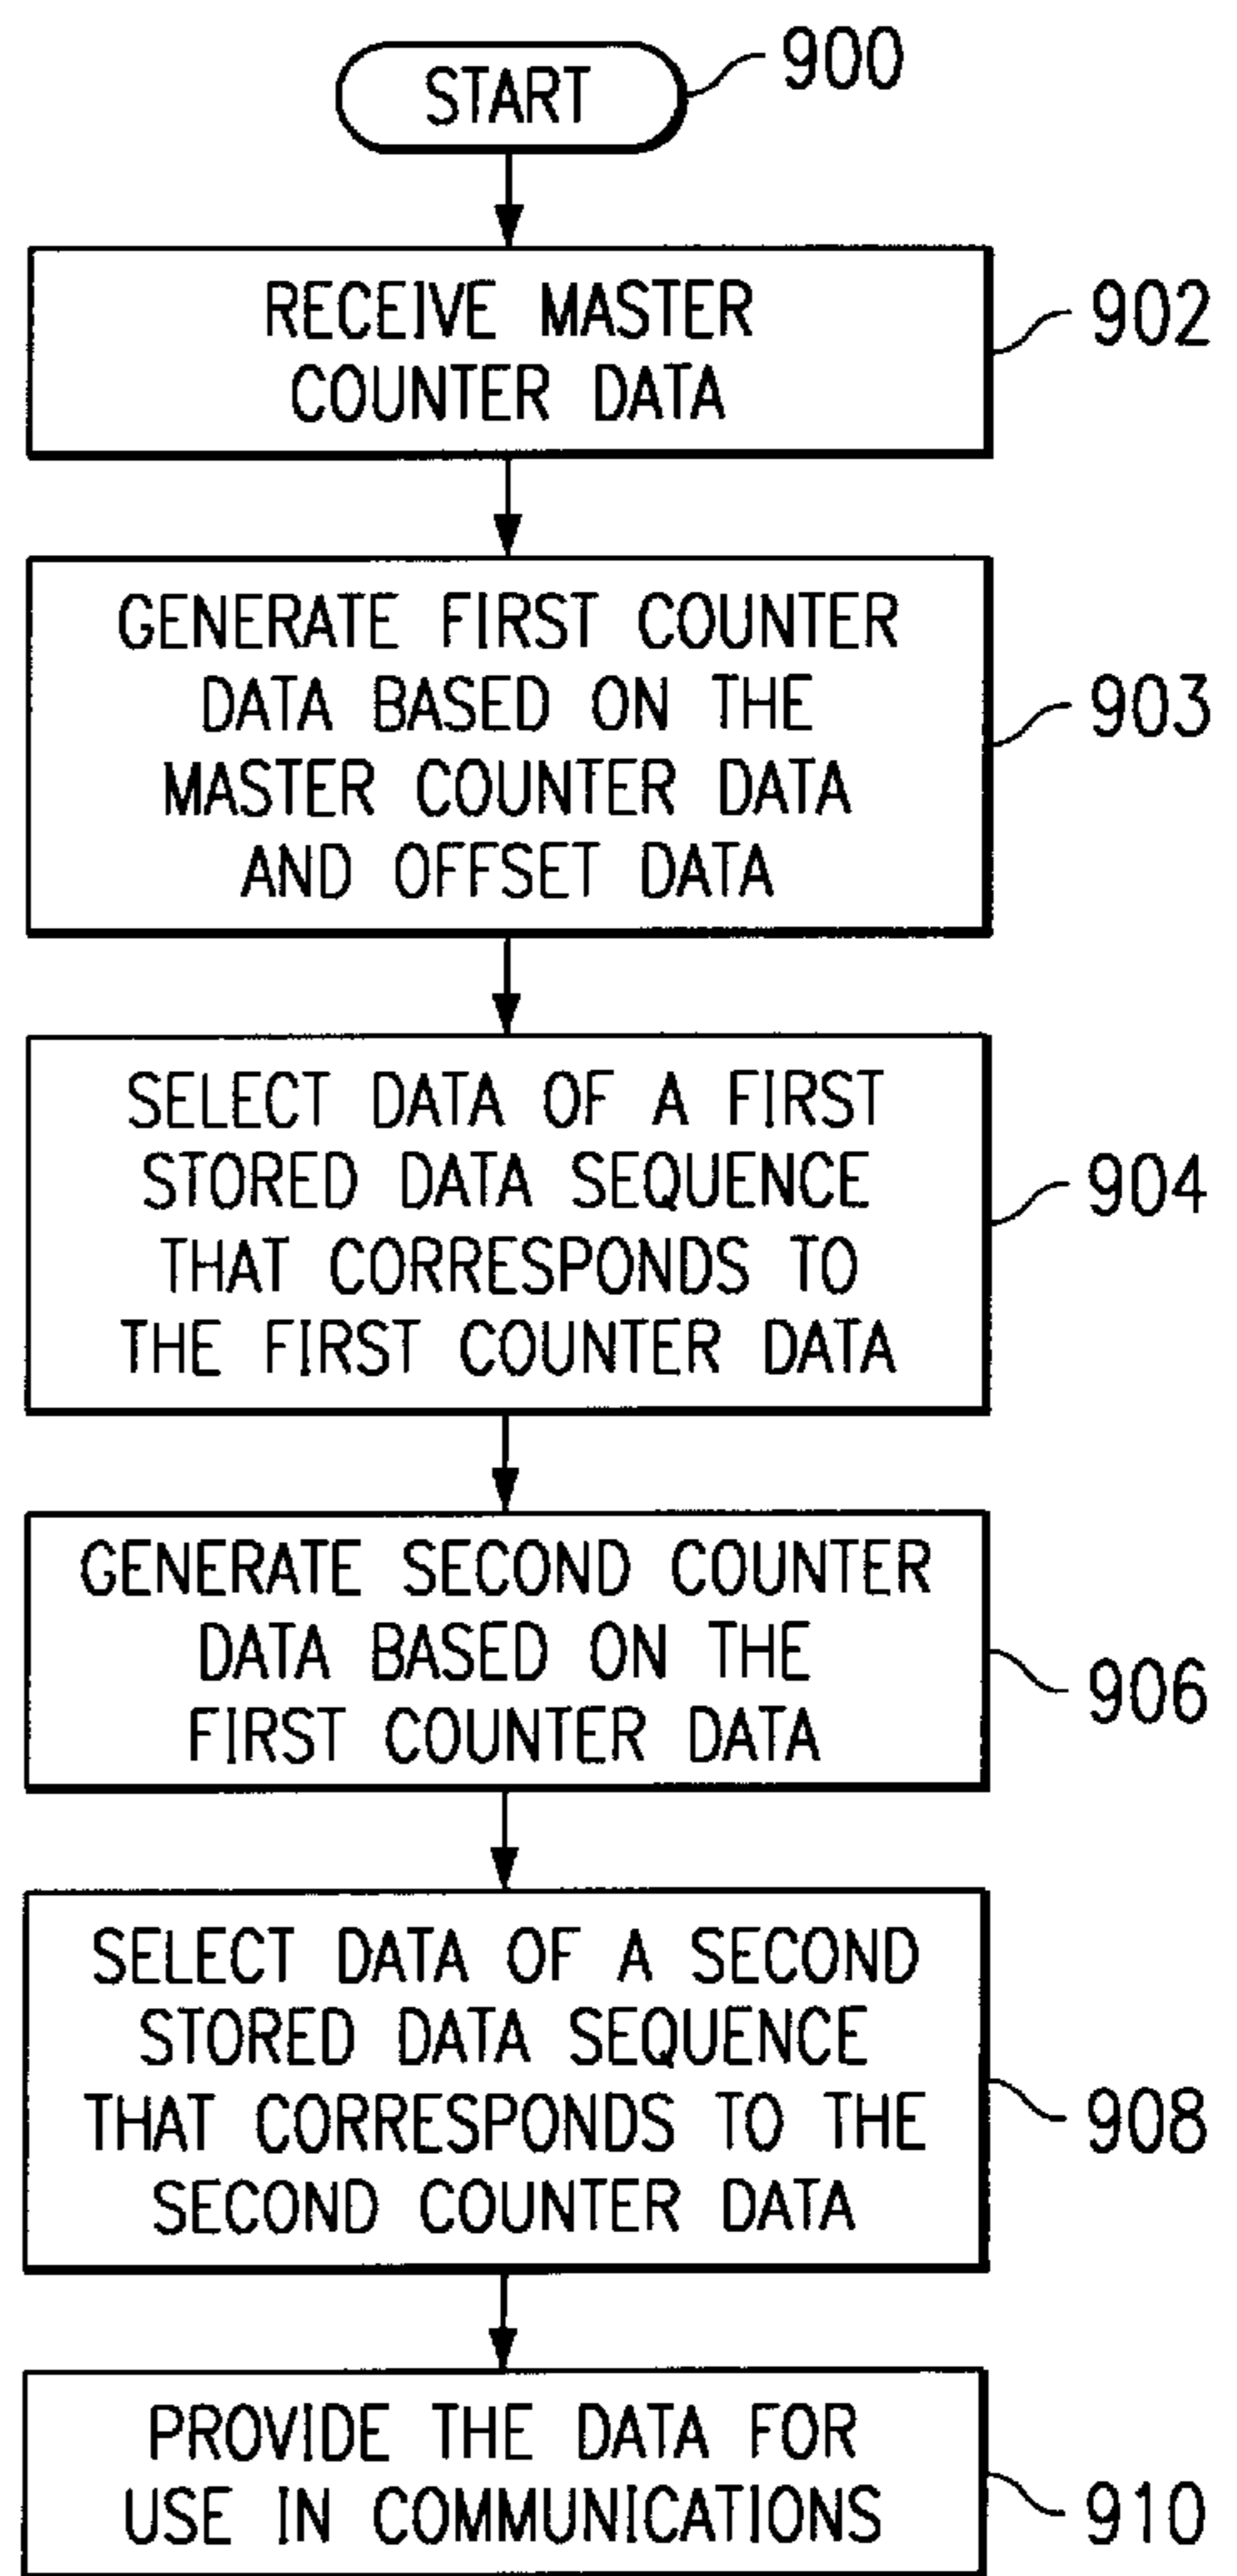 START
900
RECEIVE MASTER
COUNTER DATA
902
GENERATE FIRST COUNTER
DATA BASED ON THE
MASTER COUNTER DATA
AND OFFSET DATA
903
SELECT DATA OF A FIRST
STORED DATA SEQUENCE
THAT CORRESPONDS TO
THE FIRST COUNTER DATA
904
GENERATE SECOND COUNTER
DATA BASED ON THE
FIRST COUNTER DATA
906
SELECT DATA OF A SECOND
STORED DATA SEQUENCE
THAT CORRESPONDS TO THE
SECOND COUNTER DATA
908
PROVIDE THE DATA FOR
USE IN COMMUNICATIONS
910